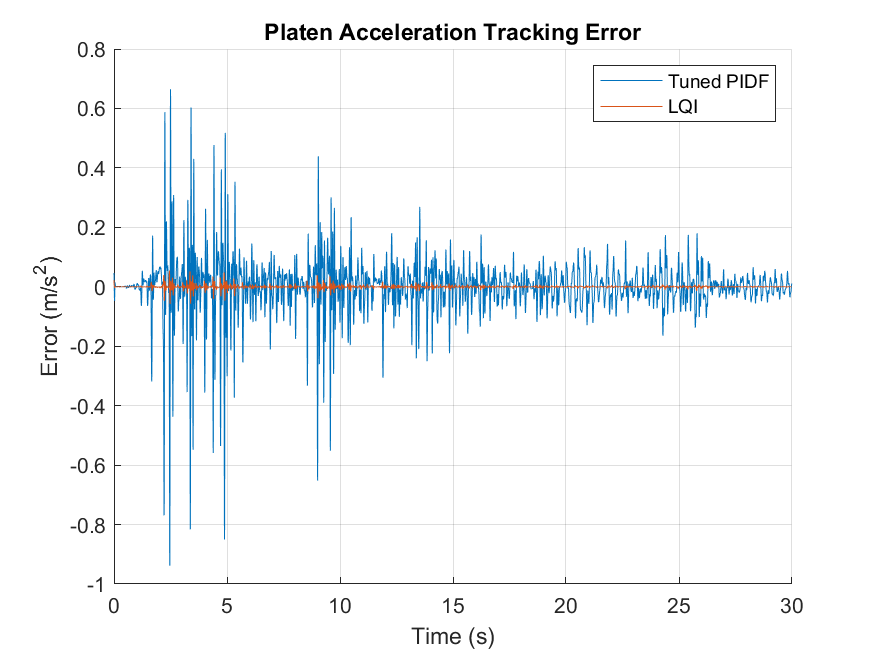 Platen Acceleration Tracking Error
Tuned PIDF
LQI
0.8
0.6
0.4
0.2
0
-0.2
-0.4
-0.6
-0.8
-1
Error (m/s²)
0 5 10 15 20 25 30
Time (s)